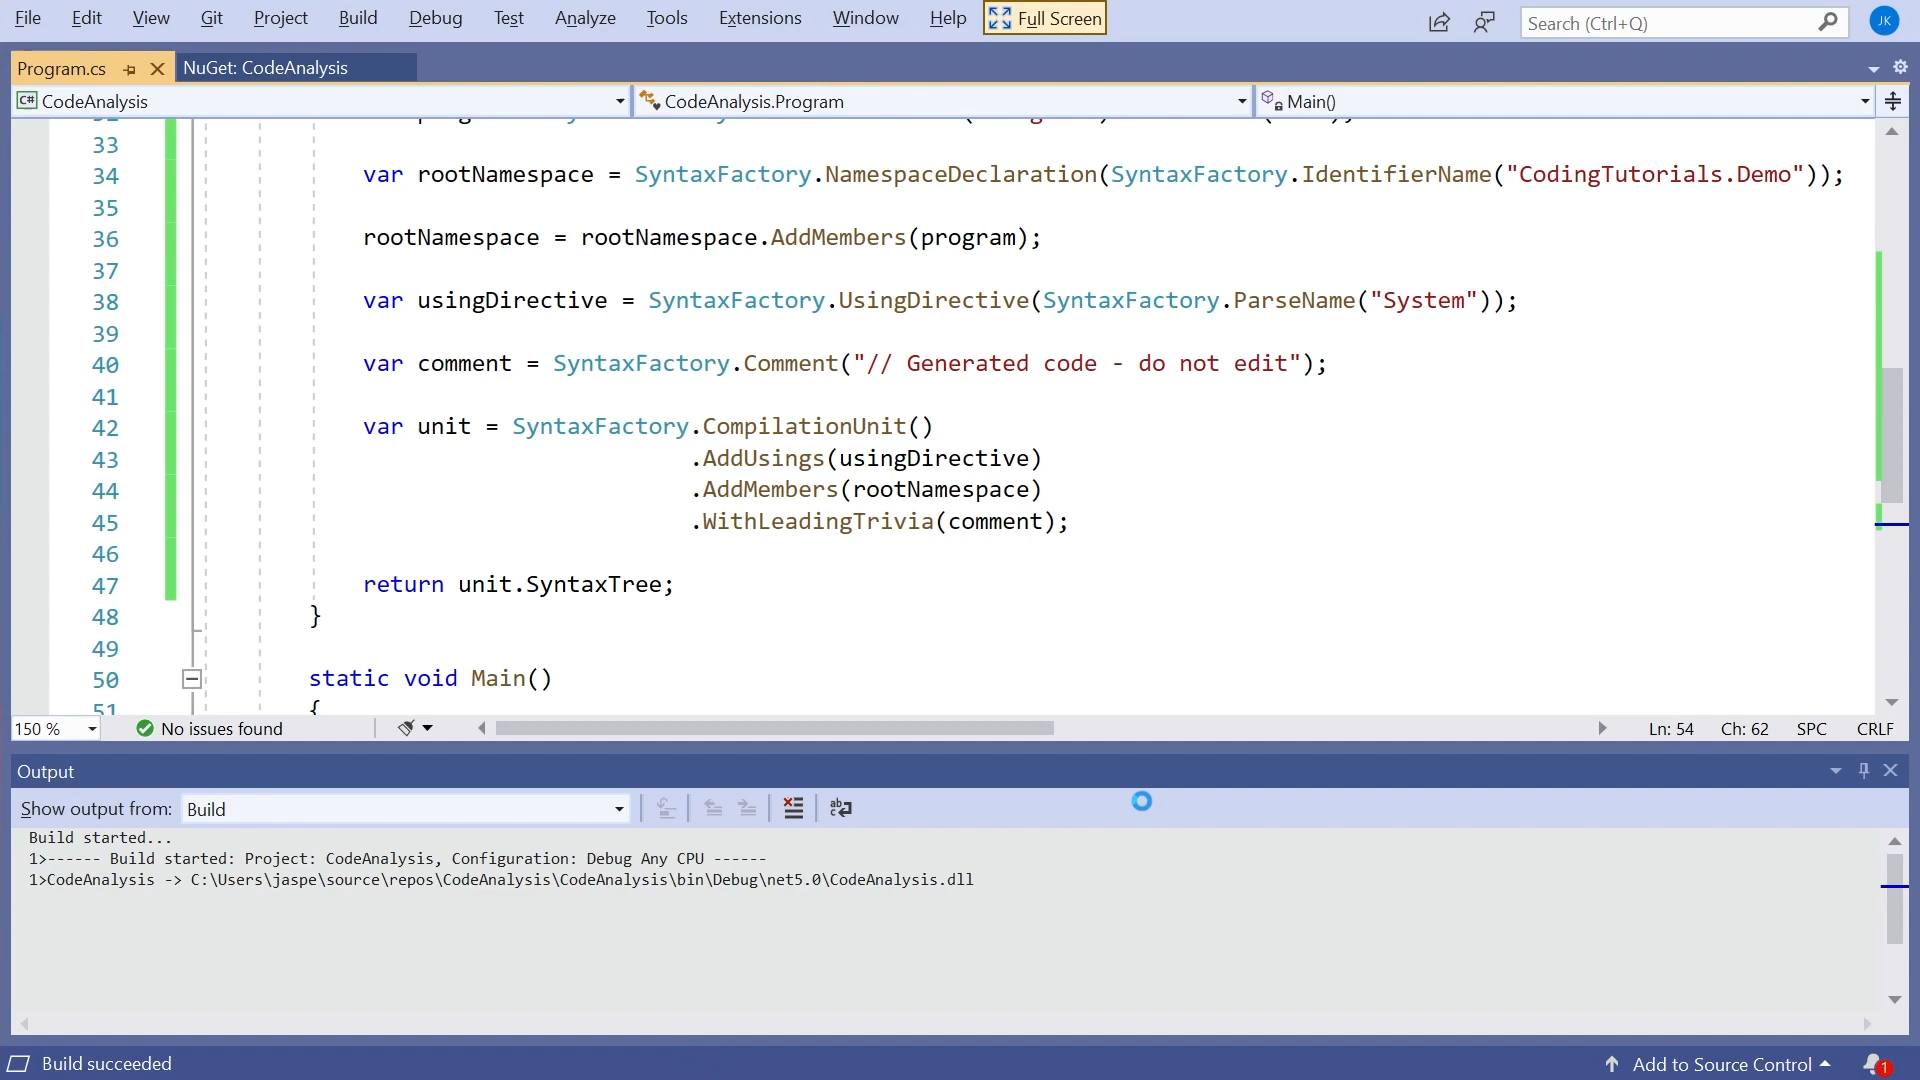 File Edit View Git Project Build Debug Test Analyze Tools Extensions Window Help Full Screen Search (Ctrl+Q) JK
Program.cs NuGet: CodeAnalysis
C# CodeAnalysis CodeAnalysis.Program Main()
33
34 var rootNamespace = SyntaxFactory.NamespaceDeclaration(SyntaxFactory.IdentifierName("CodingTutorials.Demo"));
35
36 rootNamespace = rootNamespace.AddMembers(program);
37
38 var usingDirective = SyntaxFactory.UsingDirective(SyntaxFactory.ParseName("System"));
39
40 var comment = SyntaxFactory.Comment("// Generated code - do not edit");
41
42 var unit = SyntaxFactory.CompilationUnit()
43 .AddUsings(usingDirective)
44 .AddMembers(rootNamespace)
45 .WithLeadingTrivia(comment);
46
47 return unit.SyntaxTree;
48 }
49
50 static void Main()
51 {
150 % No issues found Ln: 54 Ch: 62 SPC CRLF
Output
Show output from: Build
Build started...
1>------ Build started: Project: CodeAnalysis, Configuration: Debug Any CPU ------
1>CodeAnalysis -> C:\Users\jaspe\source\repos\CodeAnalysis\CodeAnalysis\bin\Debug\net5.0\CodeAnalysis.dll
Build succeeded Add to Source Control 1